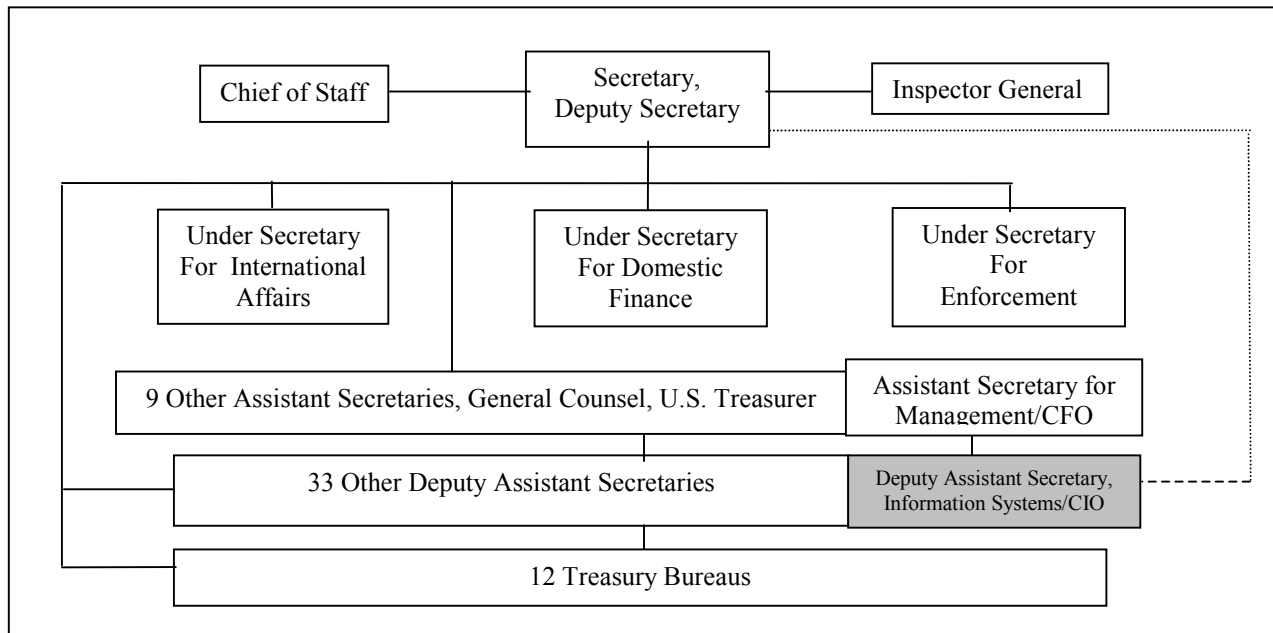 Chief of Staff
Secretary,
Deputy Secretary
Inspector General
Under Secretary
For International
Affairs
Under Secretary
For Domestic
Finance
Under Secretary
For
Enforcement
9 Other Assistant Secretaries, General Counsel, U.S. Treasurer
Assistant Secretary for
Management/CFO
33 Other Deputy Assistant Secretaries
Deputy Assistant Secretary,
Information Systems/CIO
12 Treasury Bureaus